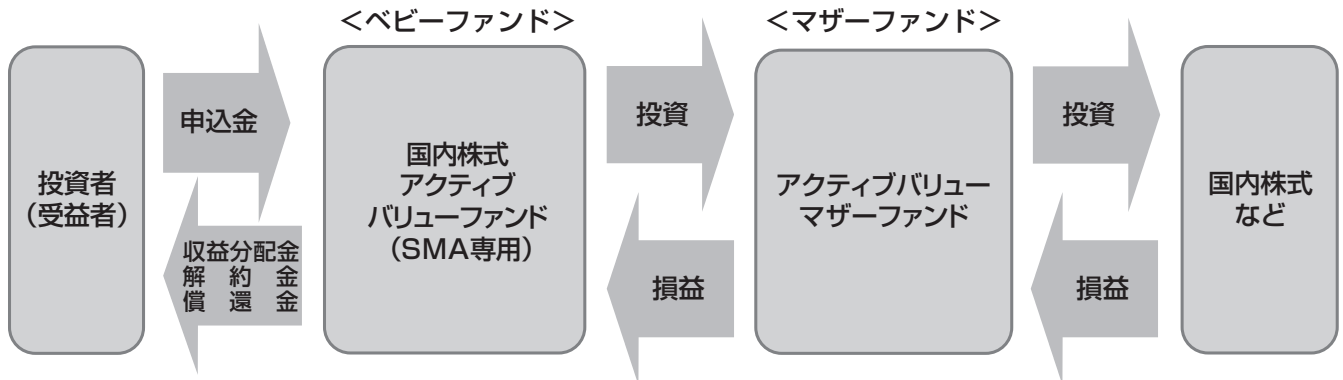 ＜ベビーファンド＞
＜マザーファンド＞
投資者
（受益者）
申込金
収益分配金
解約金
償還金
国内株式
アクティブ
バリューファンド
（SMA専用）
投資
損益
アクティブバリュー
マザーファンド
投資
損益
国内株式
など